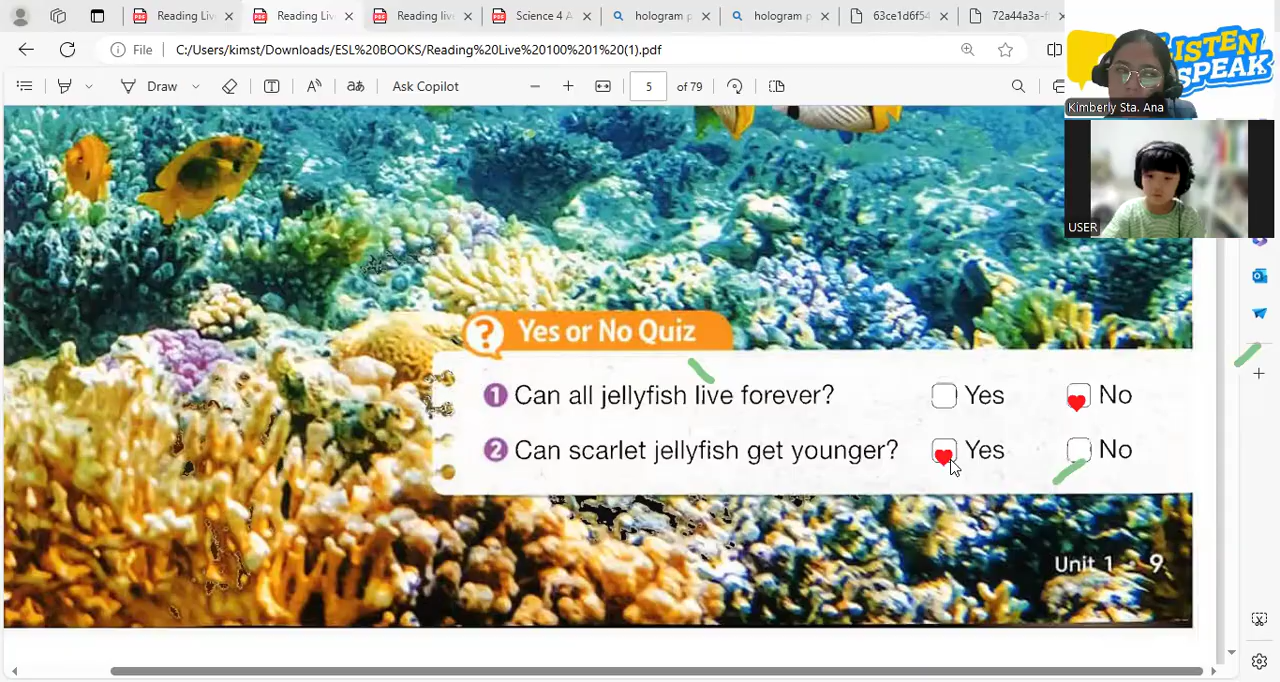 Reading Liv
Reading Liv
Reading live
Science 4 A
hologram p
hologram p
63ce1d6f54
72a44a3a-f
File
C:/Users/kimst/Downloads/ESL%20BOOKS/Reading%20LIve%20100%201%20(1).pdf
Draw
Ask Copilot
5
of 79
LISTEN
SPEAK
Kimberly Sta. Ana
USER
? Yes or No Quiz
1 Can all jellyfish live forever? Yes No
2 Can scarlet jellyfish get younger? Yes No
Unit 1 - 9